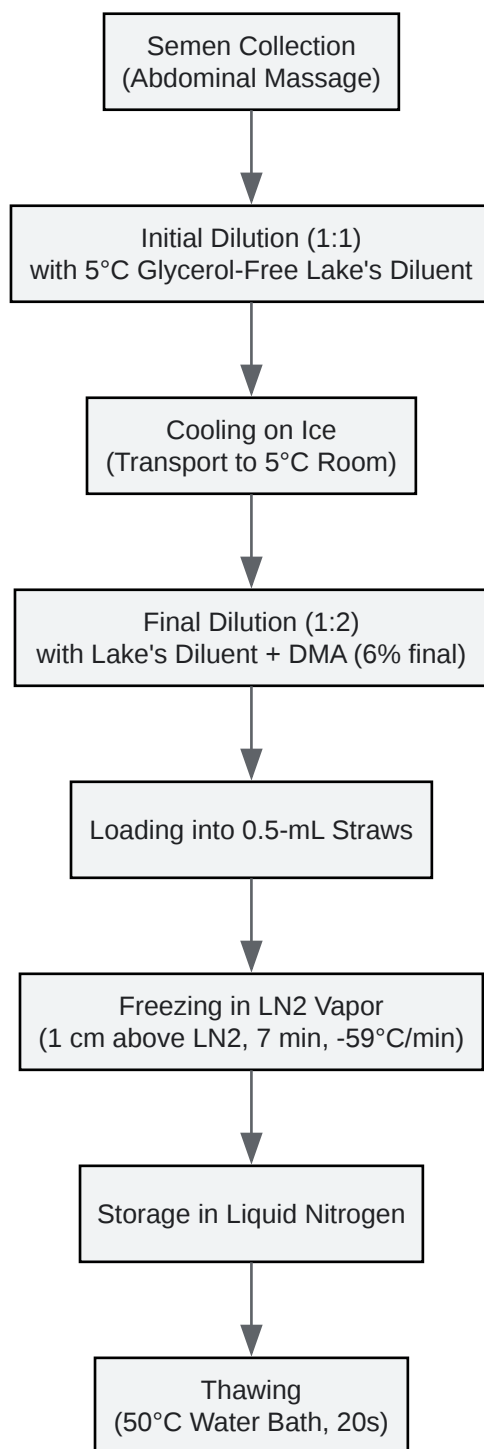 Semen Collection
(Abdominal Massage)
Initial Dilution (1:1)
with 5°C Glycerol-Free Lake's Diluent
Cooling on Ice
(Transport to 5°C Room)
Final Dilution (1:2)
with Lake's Diluent + DMA (6% final)
Loading into 0.5-mL Straws
Freezing in LN2 Vapor
(1 cm above LN2, 7 min, -59°C/min)
Storage in Liquid Nitrogen
Thawing
(50°C Water Bath, 20s)